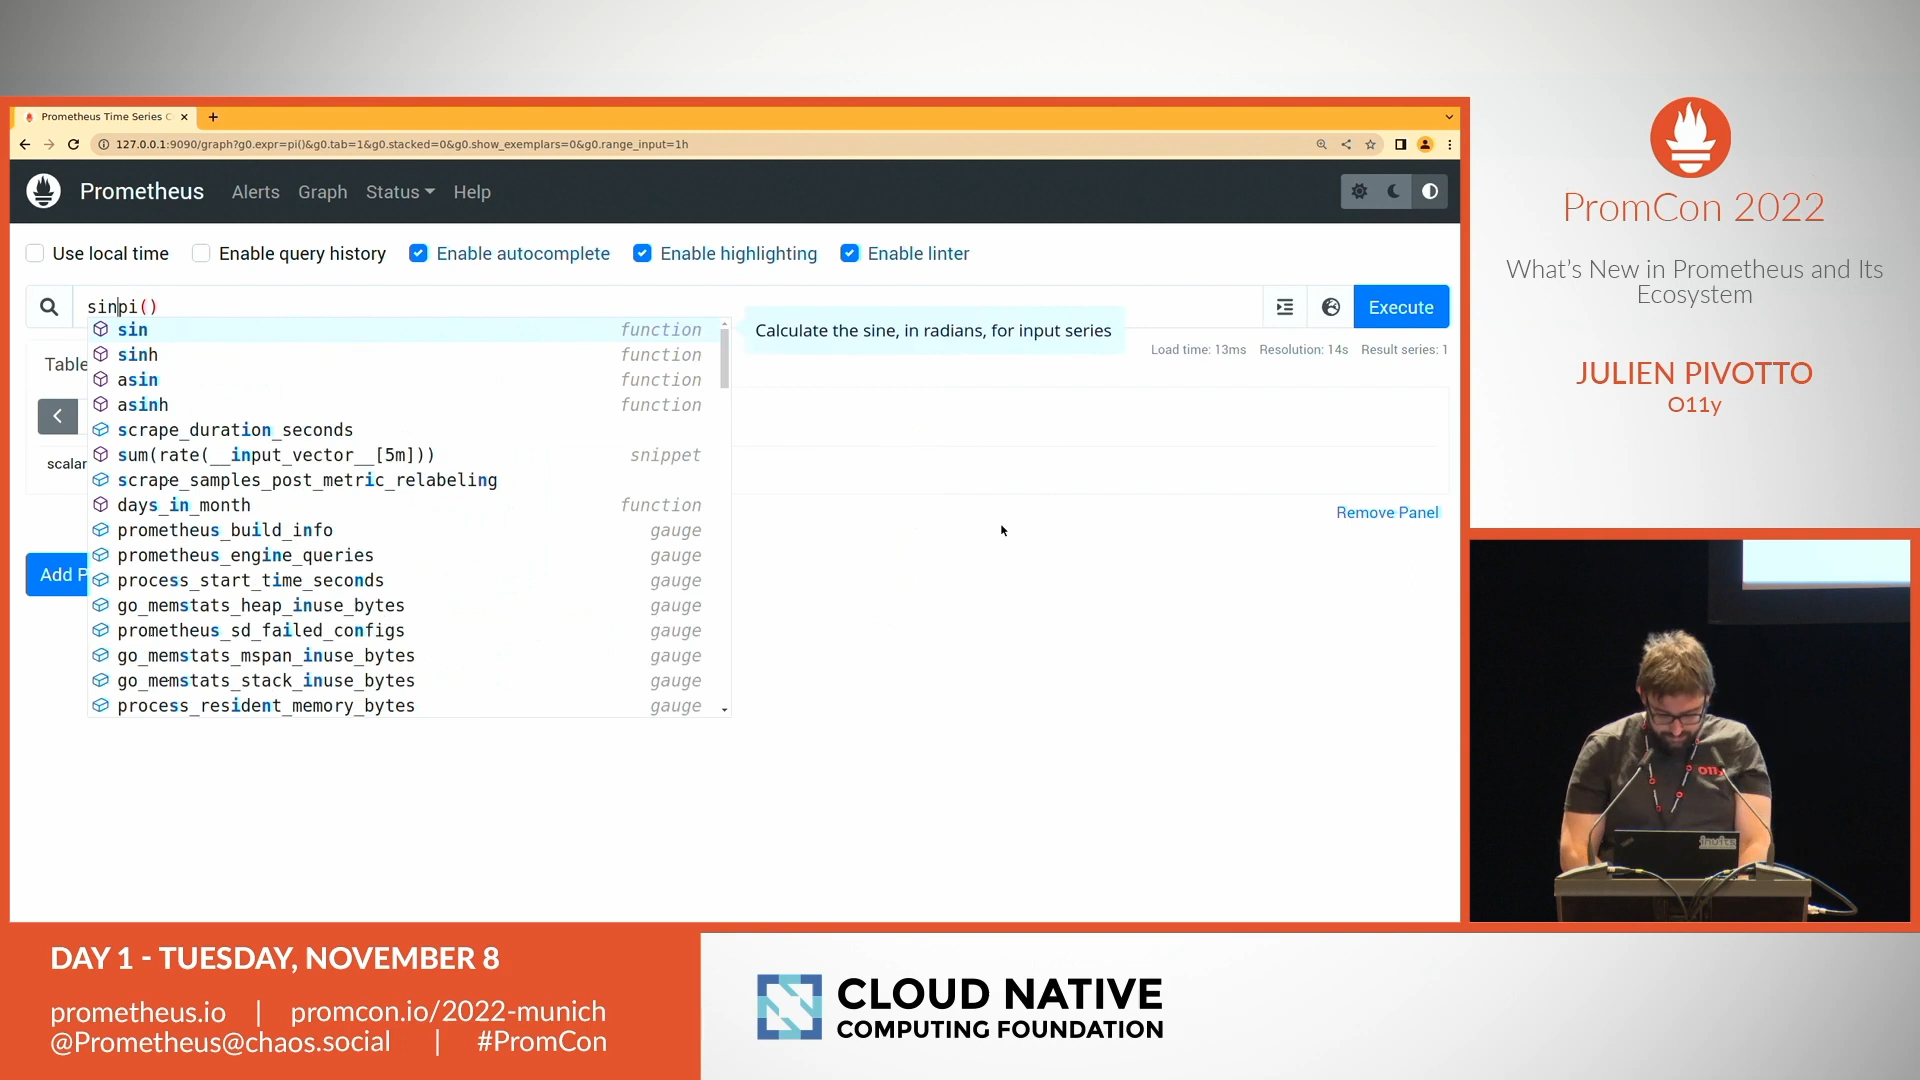 Prometheus Time Series C
127.0.0.1:9090/graph?g0.expr=pi()&g0.tab=1&g0.stacked=0&g0.show_exemplars=0&g0.range_input=1h
Prometheus
Alerts
Graph
Status
Help
Use local time
Enable query history
Enable autocomplete
Enable highlighting
Enable linter
sinpi()
Execute
sin function
sinh function
asin function
asinh function
scrape_duration_seconds
sum(rate(__input_vector__[5m])) snippet
scrape_samples_post_metric_relabeling
days_in_month function
prometheus_build_info gauge
prometheus_engine_queries gauge
process_start_time_seconds gauge
go_memstats_heap_inuse_bytes gauge
prometheus_sd_failed_configs gauge
go_memstats_mspan_inuse_bytes gauge
go_memstats_stack_inuse_bytes gauge
process_resident_memory_bytes gauge
Calculate the sine, in radians, for input series
Load time: 13ms Resolution: 14s Result series: 1
Table
scalar
Remove Panel
Add P
PromCon 2022
What's New in Prometheus and Its
Ecosystem
JULIEN PIVOTTO
O11y
O11y
inuits
DAY 1 - TUESDAY, NOVEMBER 8
prometheus.io | promcon.io/2022-munich
@Prometheus@chaos.social | #PromCon
CLOUD NATIVE
COMPUTING FOUNDATION